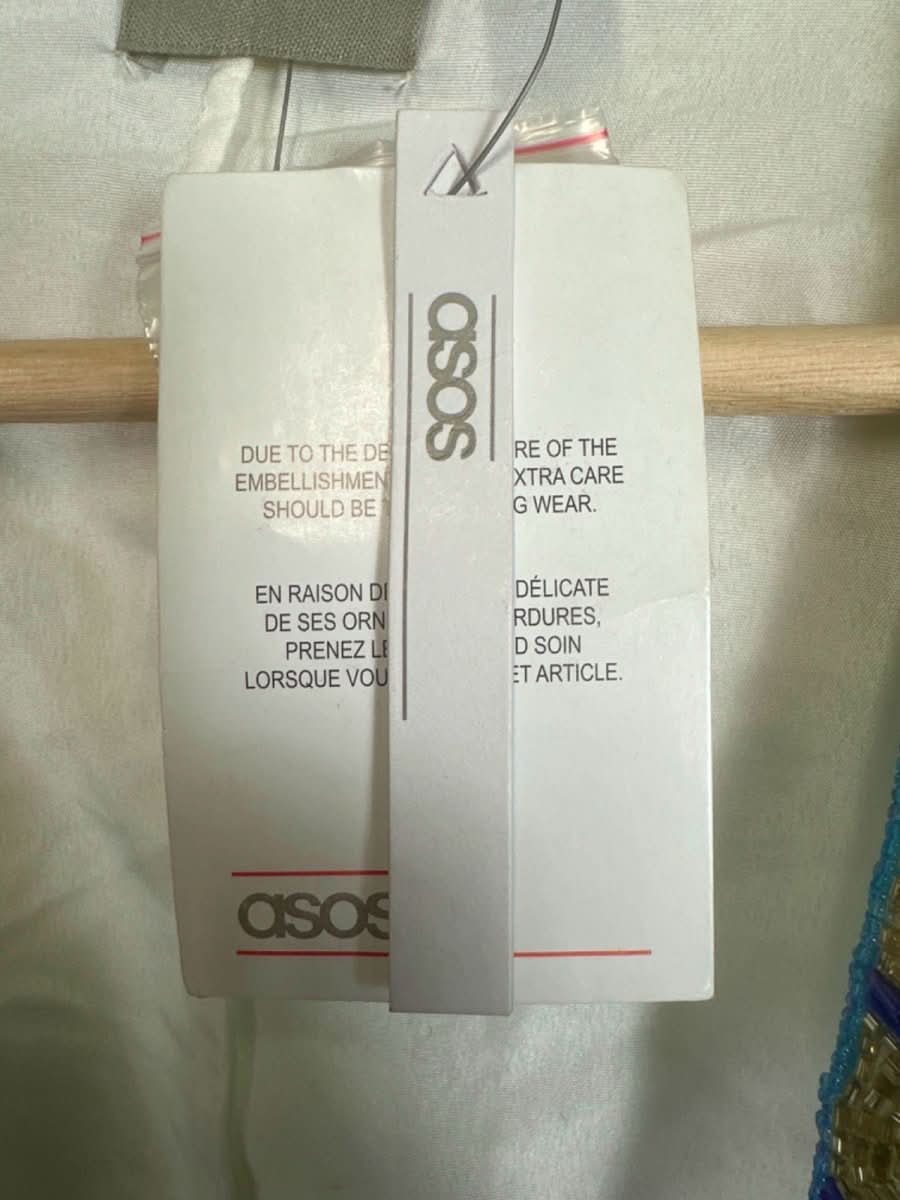 asos
DUE TO THE DE RE OF THE
EMBELLISHMEN XTRA CARE
SHOULD BE G WEAR.
EN RAISON D DÉLICATE
DE SES ORN RDURES,
PRENEZ LE D SOIN
LORSQUE VOU ET ARTICLE.
asos